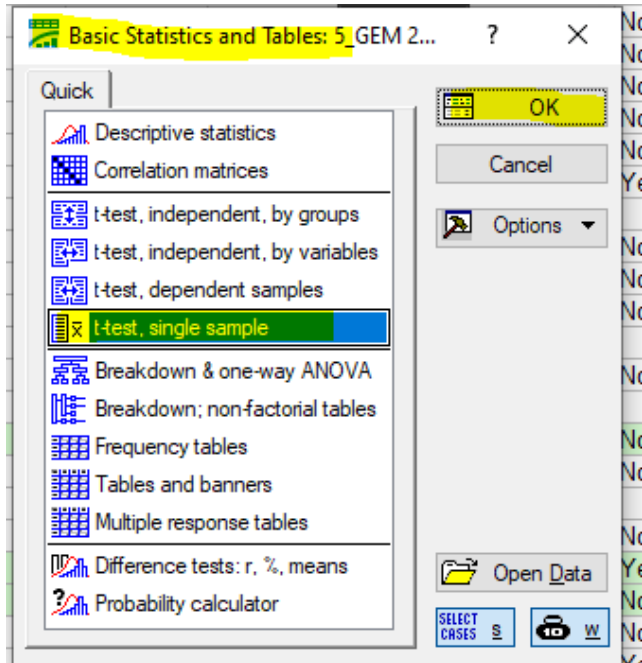 Basic Statistics and Tables: 5_GEM 2... ? ×
Quick
OK
Descriptive statistics
Correlation matrices
Cancel
t-test, independent, by groups
Options
t-test, independent, by variables
t-test, dependent samples
t-test, single sample
Breakdown & one-way ANOVA
Breakdown; non-factorial tables
Frequency tables
Tables and banners
Multiple response tables
Difference tests: r, %, means
Open Data
Probability calculator
SELECT
CASES S
W